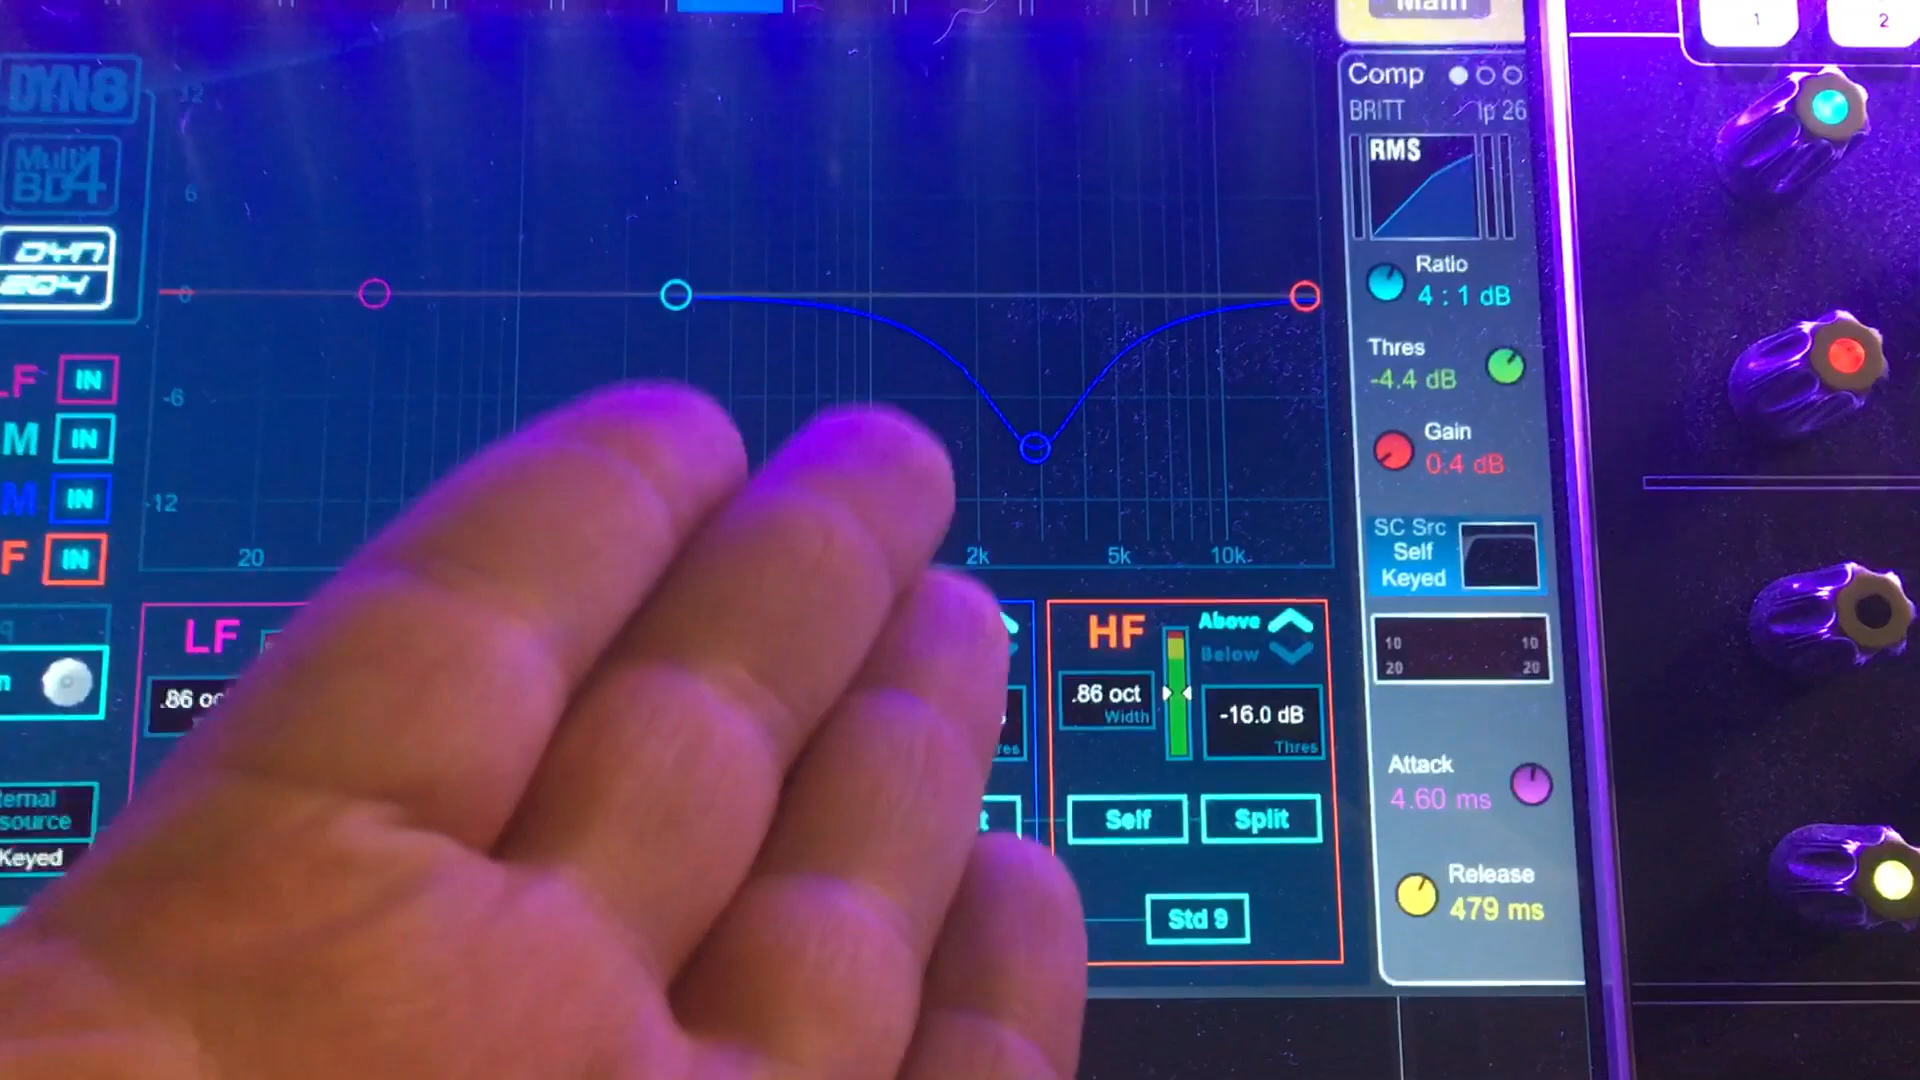 Main
1
2
DYN8
Multi
BD4
DYN
204
12
6
0
-6
-12
20
2k
5k
10k
Comp
BRITT
lp 26
RMS
Ratio
4 : 1 dB
Thres
-4.4 dB
Gain
0.4 dB
SC Src
Self
Keyed
10
10
20
20
Attack
4.60 ms
Release
479 ms
LF
IN
M
IN
M
IN
F
IN
source
Keyed
LF
.86
HF
Above
Below
.86 oct
Width
-16.0 dB
Thres
Self
Split
Std 9